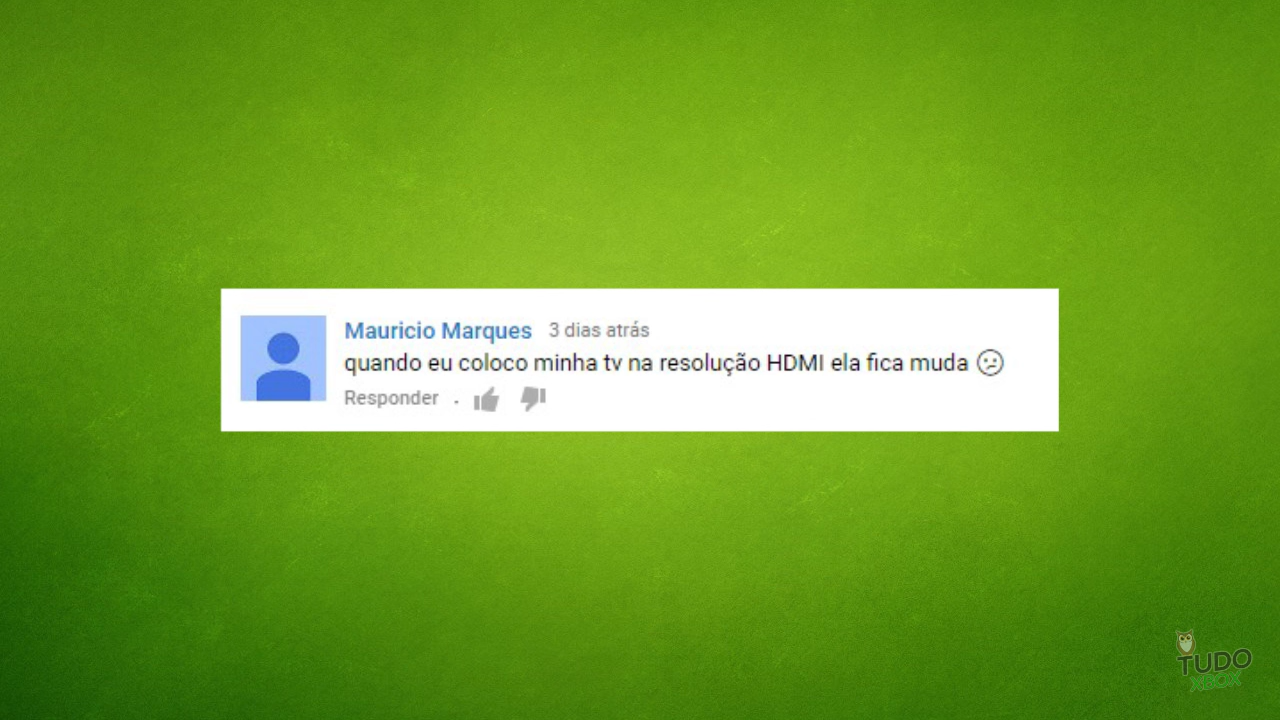 Mauricio Marques 3 dias atrás
quando eu coloco minha tv na resolução HDMI ela fica muda
Responder .
TUDO
XBOX